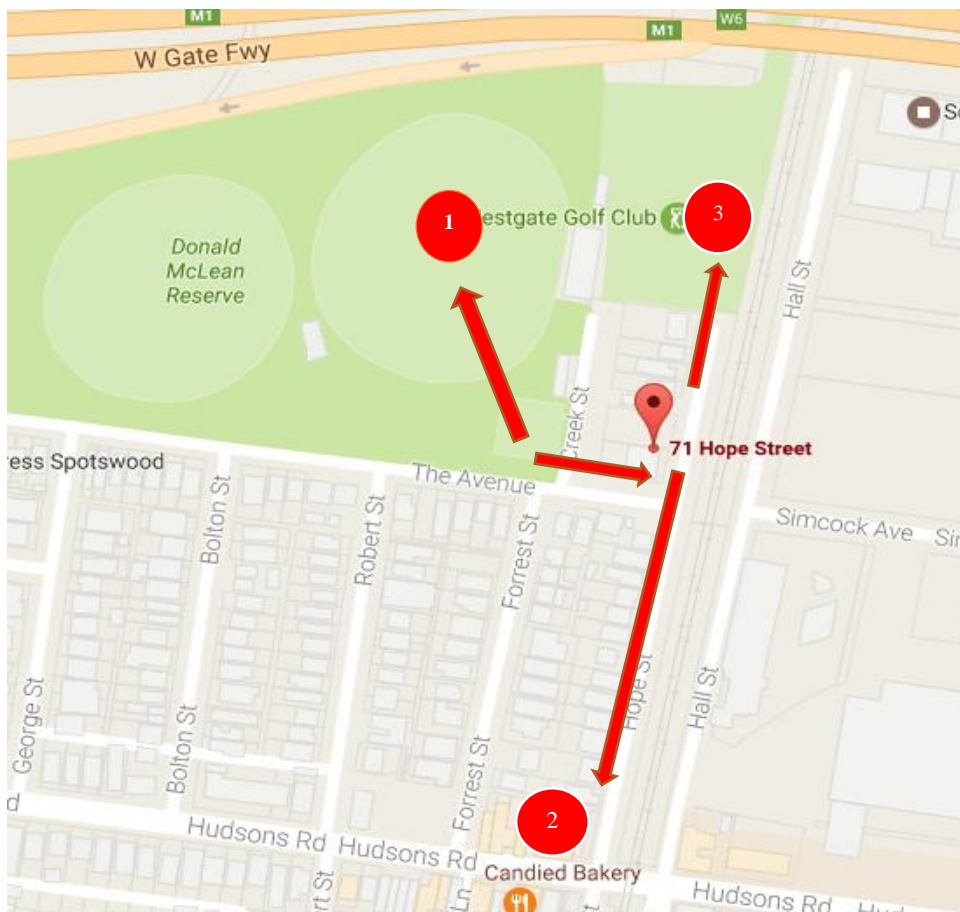 M1
W6
M1
W Gate Fwy
1
estgate Golf Club
3
Donald
McLean
Reserve
Hall St
Creek St
71 Hope Street
ress Spotswood
The Avenue
Simcock Ave
Bolton St
Robert St
Forrest St
George St
Bolton St
Forrest St
Hope St
Hall St
2
Hudsons Rd
Hudsons Rd
Candied Bakery
Hudsons Rd